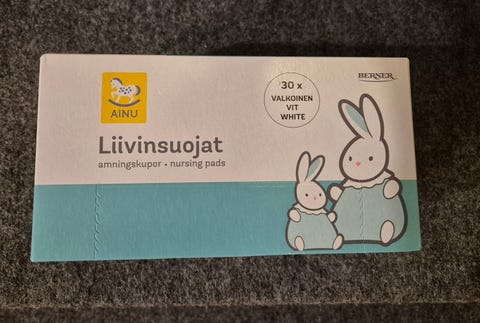 AINU
30 x
VALKOINEN
VIT
WHITE
BERNER
Liivinsuojat
amningskupor • nursing pads